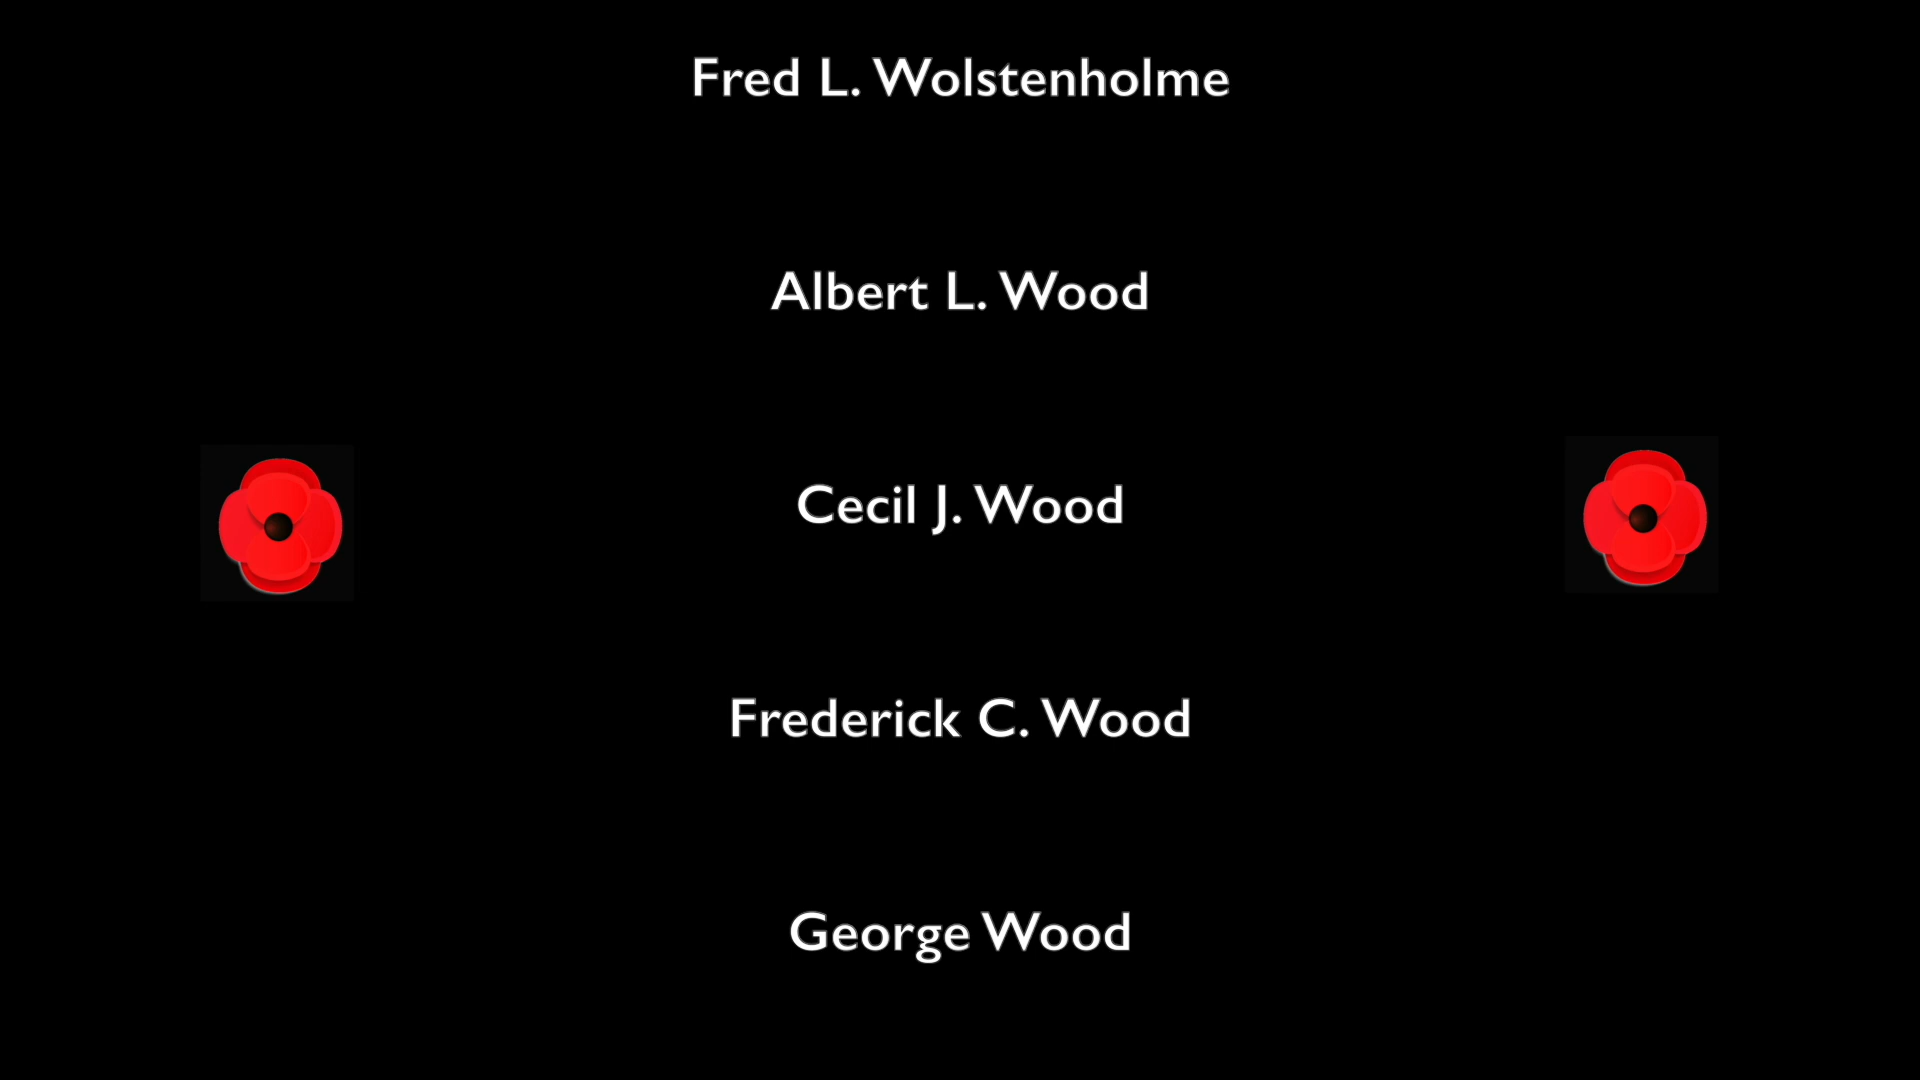 Fred L. Wolstenholme
Albert L. Wood
Cecil J. Wood
Frederick C. Wood
George Wood